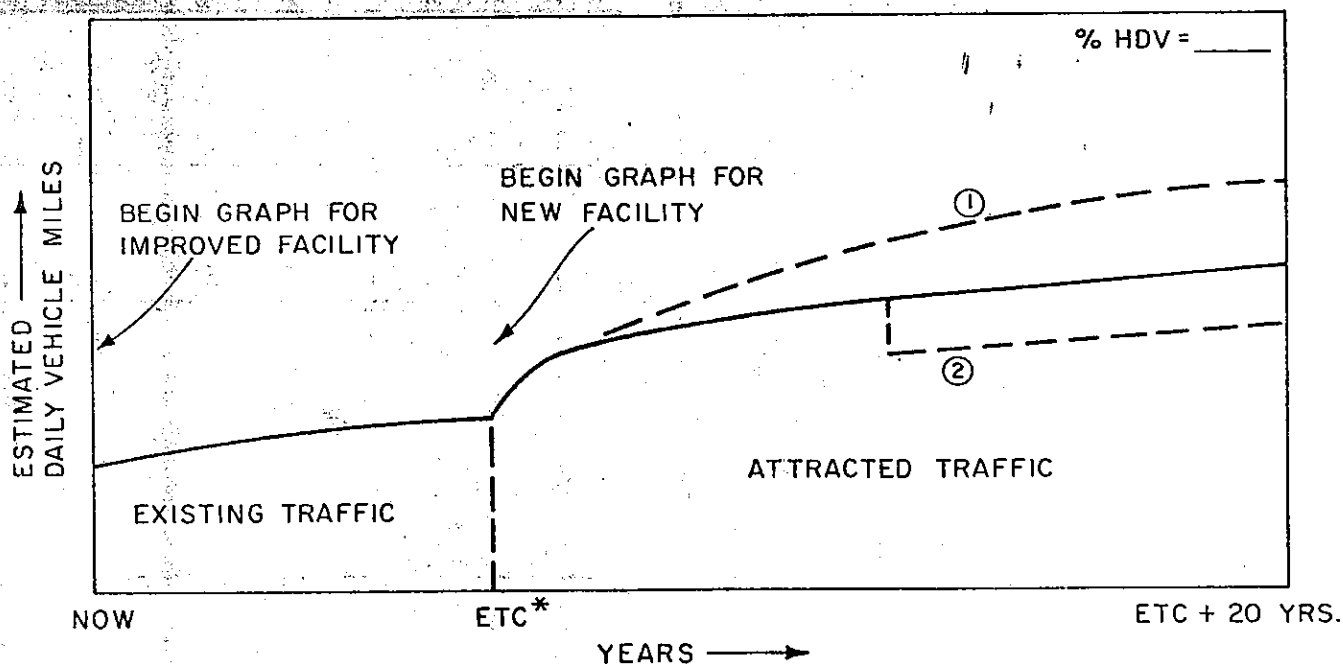 % HDV = ____
BEGIN GRAPH FOR
NEW FACILITY
BEGIN GRAPH FOR
IMPROVED FACILITY
ESTIMATED
DAILY VEHICLE MILES
①
②
ATTRACTED TRAFFIC
EXISTING TRAFFIC
NOW
ETC*
ETC + 20 YRS.
YEARS